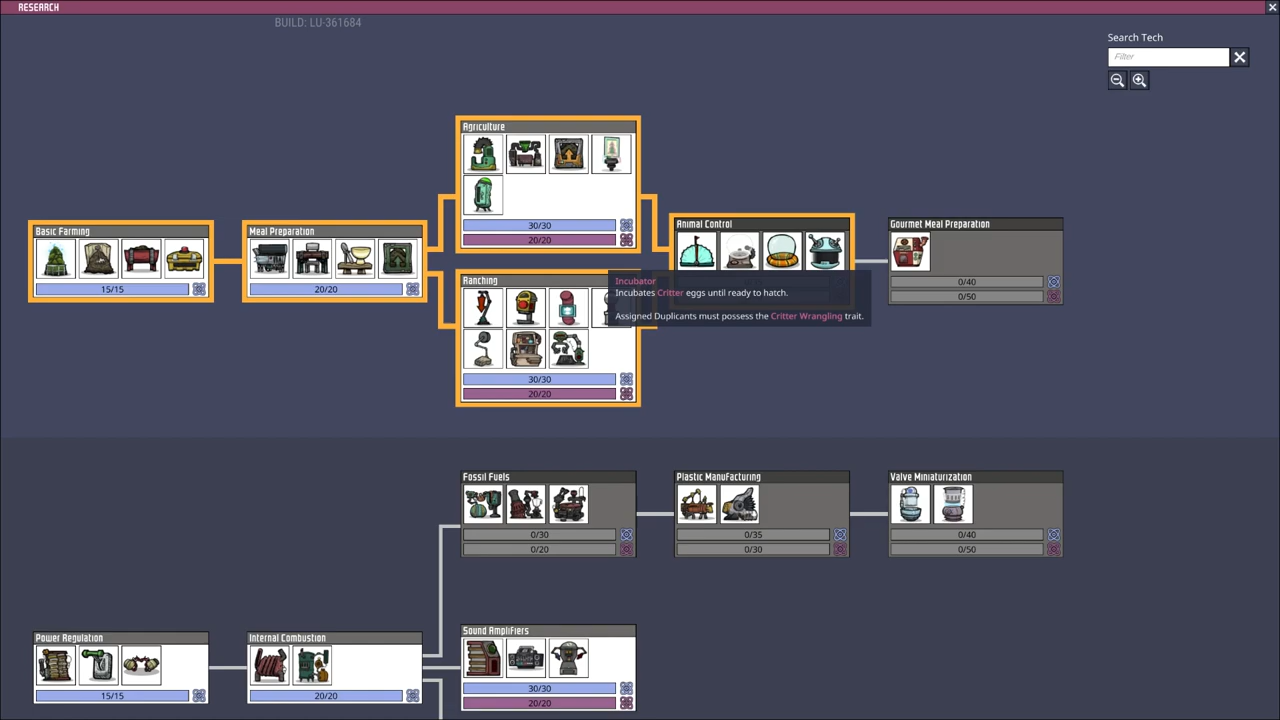 RESEARCH
BUILD: LU-361684
Search Tech
Filter
Agriculture
30/30
20/20
Basic Farming
15/15
Meal Preparation
20/20
Animal Control
Gourmet Meal Preparation
0/40
0/50
Ranching
30/30
20/20
Incubator
Incubates Critter eggs until ready to hatch.
Assigned Duplicants must possess the Critter Wrangling trait.
Fossil Fuels
0/30
0/20
Plastic Manufacturing
0/35
0/30
Valve Miniaturization
0/40
0/50
Power Regulation
15/15
Internal Combustion
20/20
Sound Amplifiers
30/30
20/20